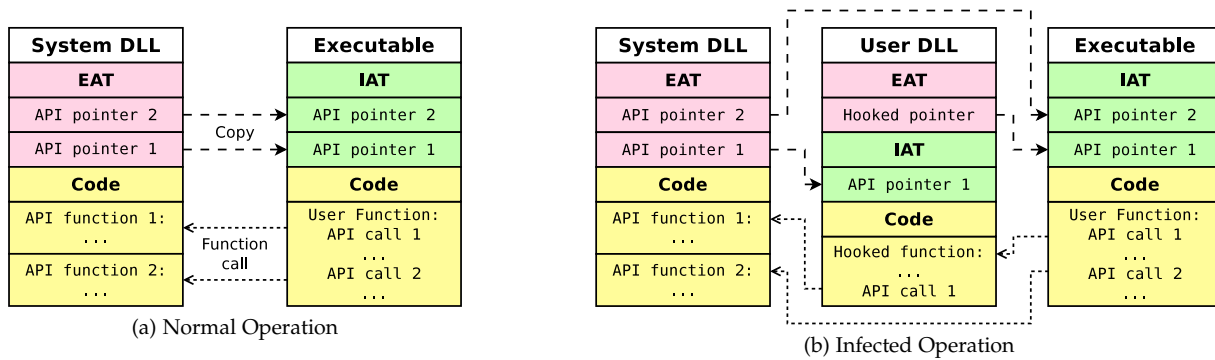 System DLL
EAT
API pointer 2
API pointer 1
Code
API function 1:
...
API function 2:
...
Copy
Function
call
Executable
IAT
API pointer 2
API pointer 1
Code
User Function:
API call 1
...
API call 2
...
(a) Normal Operation
System DLL
EAT
API pointer 2
API pointer 1
Code
API function 1:
...
API function 2:
...
User DLL
EAT
Hooked pointer
IAT
API pointer 1
Code
Hooked function:
...
API call 1
Executable
IAT
API pointer 2
API pointer 1
Code
User Function:
API call 1
...
API call 2
...
(b) Infected Operation